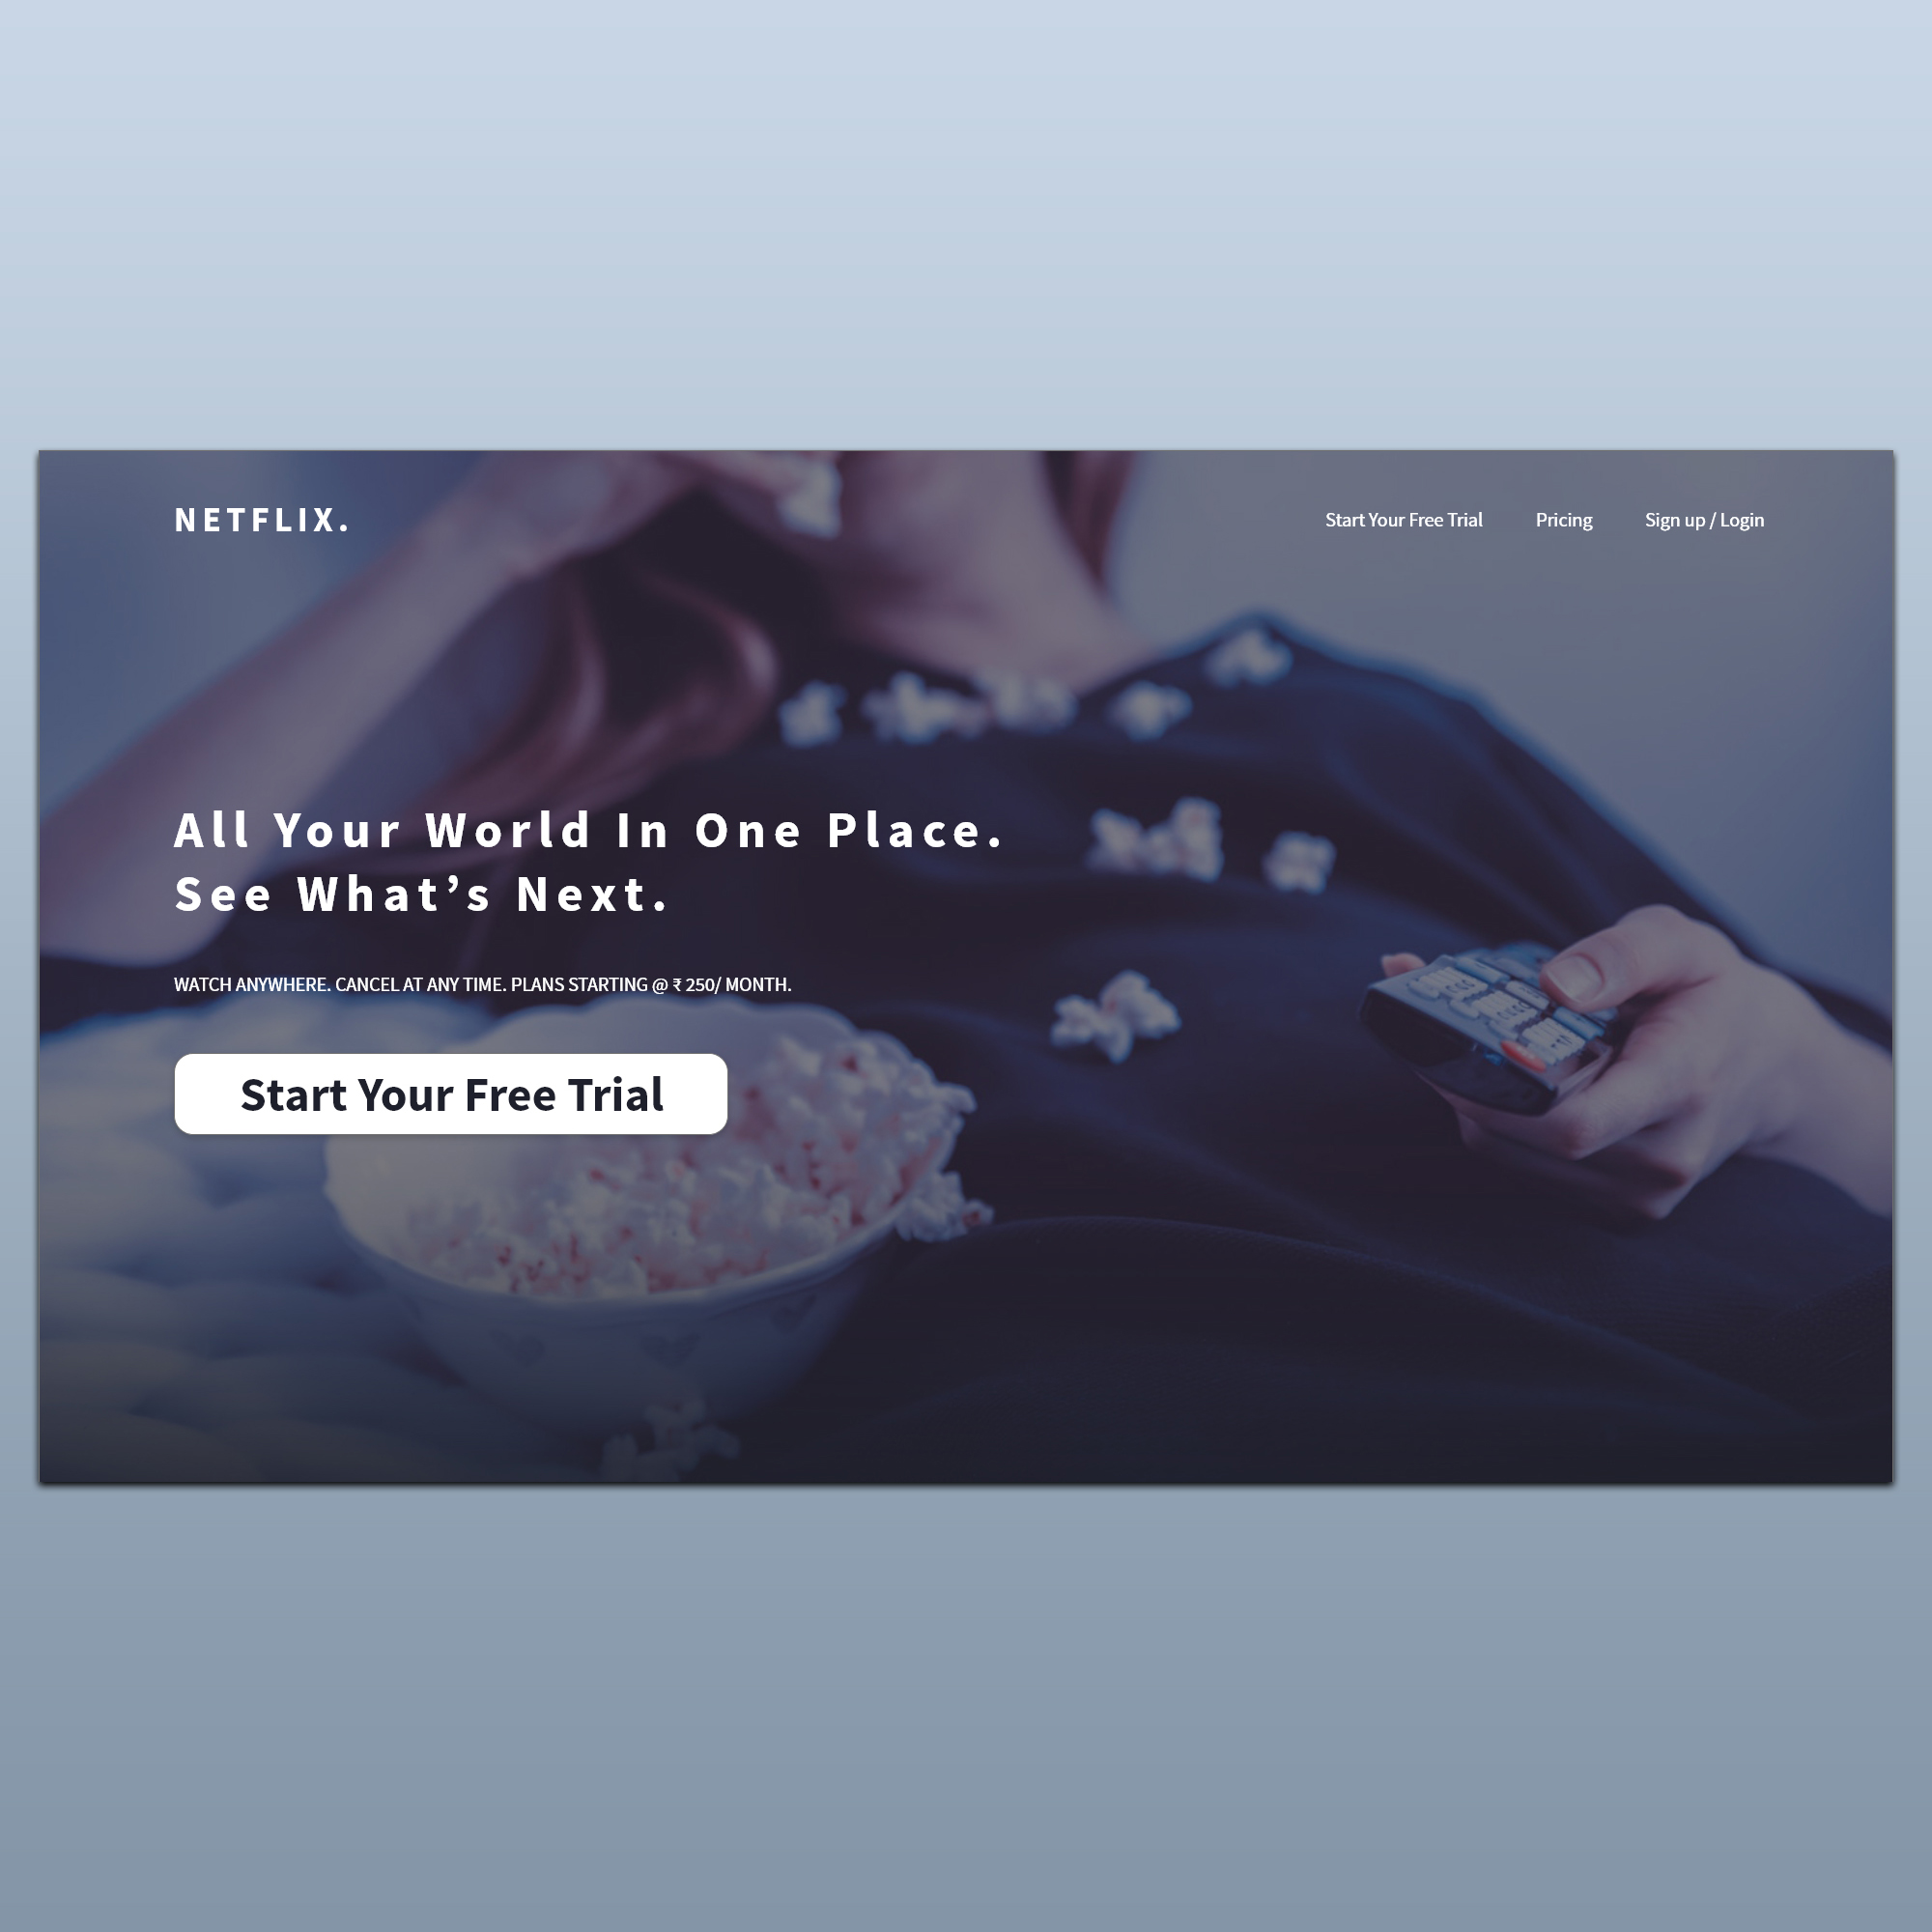 NETFLIX.
Start Your Free Trial
Pricing
Sign up / Login
All Your World In One Place.
See What’s Next.
WATCH ANYWHERE. CANCEL AT ANY TIME. PLANS STARTING @ ₹ 250/ MONTH.
Start Your Free Trial